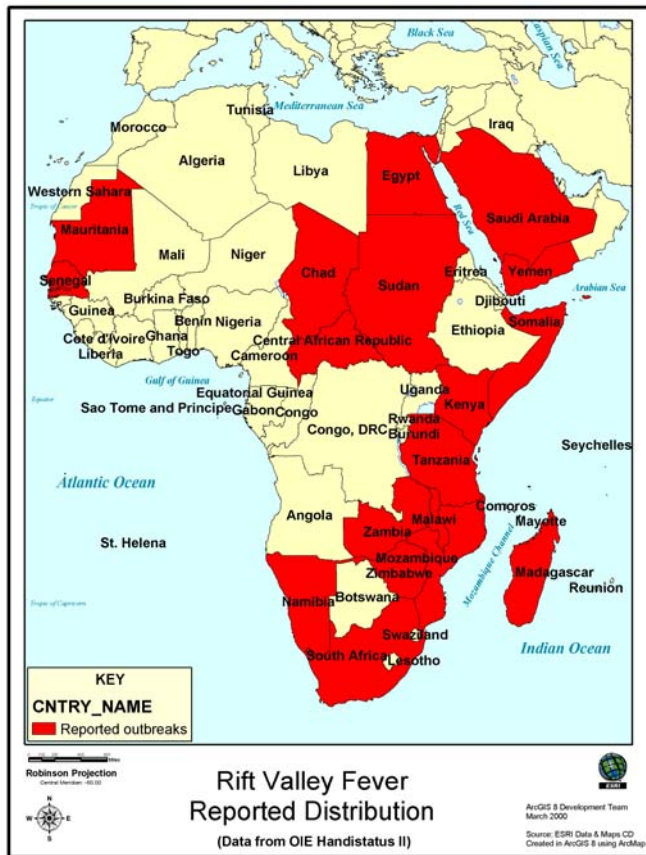 Black Sea
Caspian Sea
Tunisia
Mediterranean Sea
Morocco
Iraq
Algeria
Libya
Egypt
Western Sahara
Tropic of Cancer
Mauritania
Red Sea
Saudi Arabia
Mali
Niger
Chad
Sudan
Eritrea
Yemen
Arabian Sea
Senegal
Burkina Faso
Djibouti
Guinea
Benin
Nigeria
Somalia
Ethiopia
Cote d'Ivoire
Ghana
Central African Republic
Liberia
Togo
Cameroon
Gulf of Guinea
Equatorial Guinea
Uganda
Kenya
Equator
Sao Tome and Principe
Gabon
Congo
Congo, DRC
Rwanda
Burundi
Tanzania
Seychelles
Atlantic Ocean
Angola
Comoros
Malawi
Mayotte
Zambia
St. Helena
Mozambique
Mozambique Channel
Zimbabwe
Madagascar
Namibia
Botswana
Reunion
Tropic of Capricorn
Swaziland
South Africa
Lesotho
Indian Ocean
KEY
CNTRY_NAME
Reported outbreaks
Miles
Robinson Projection
Central Meridian -60.00
N
W
E
S
Rift Valley Fever
Reported Distribution
(Data from OIE Handistatus II)
ESRI
ArcGIS 8 Development Team
March 2000
Source: ESRI Data & Maps CD
Created in ArcGIS 8 using ArcMap